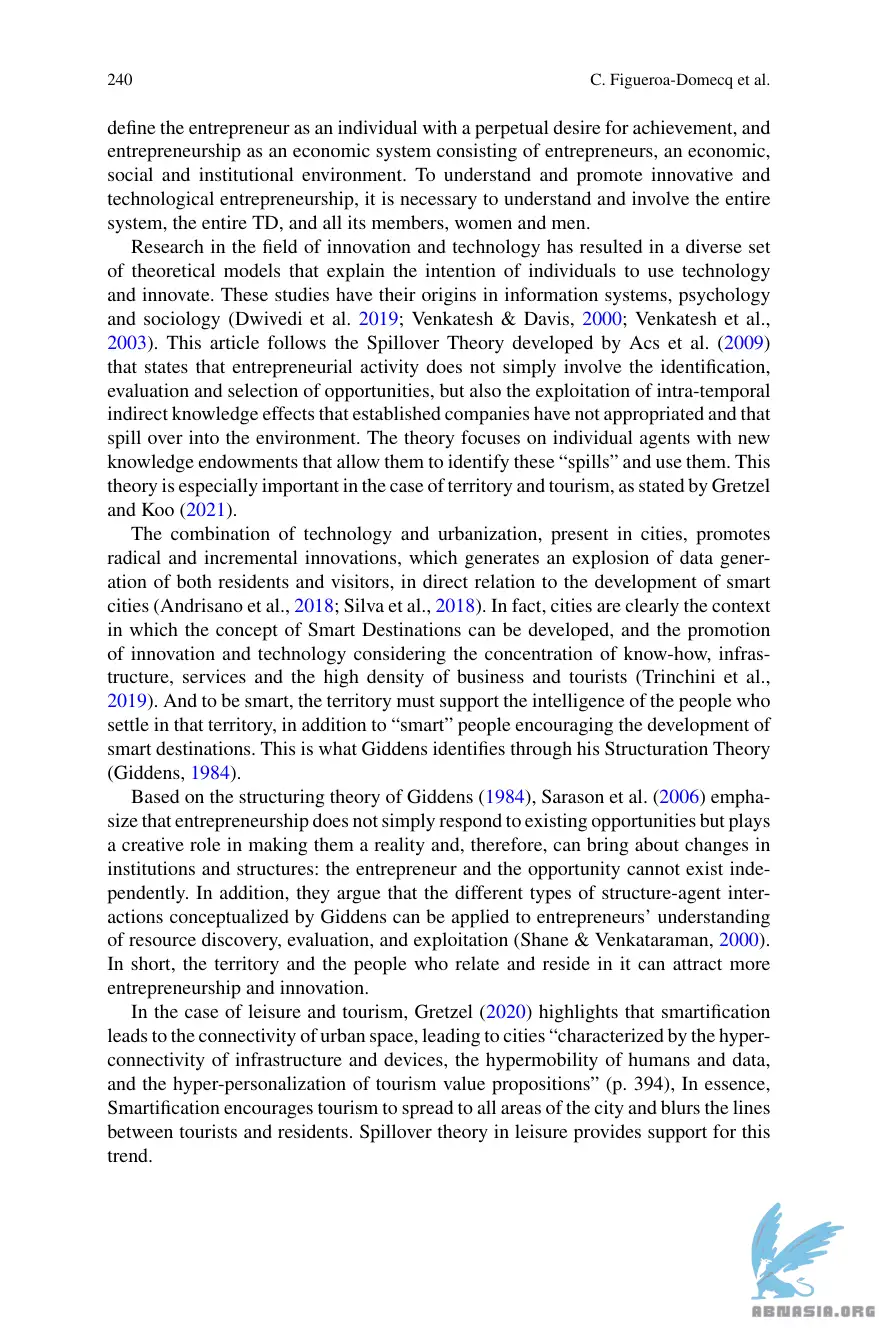 240
C. Figueroa-Domecq et al.
define the entrepreneur as an individual with a perpetual desire for achievement, and
entrepreneurship as an economic system consisting of entrepreneurs, an economic,
social and institutional environment. To understand and promote innovative and
technological entrepreneurship, it is necessary to understand and involve the entire
system, the entire TD, and all its members, women and men.
Research in the field of innovation and technology has resulted in a diverse set
of theoretical models that explain the intention of individuals to use technology
and innovate. These studies have their origins in information systems, psychology
and sociology (Dwivedi et al. 2019; Venkatesh & Davis, 2000; Venkatesh et al.,
2003). This article follows the Spillover Theory developed by Acs et al. (2009)
that states that entrepreneurial activity does not simply involve the identification,
evaluation and selection of opportunities, but also the exploitation of intra-temporal
indirect knowledge effects that established companies have not appropriated and that
spill over into the environment. The theory focuses on individual agents with new
knowledge endowments that allow them to identify these “spills” and use them. This
theory is especially important in the case of territory and tourism, as stated by Gretzel
and Koo (2021).
The combination of technology and urbanization, present in cities, promotes
radical and incremental innovations, which generates an explosion of data gener-
ation of both residents and visitors, in direct relation to the development of smart
cities (Andrisano et al., 2018; Silva et al., 2018). In fact, cities are clearly the context
in which the concept of Smart Destinations can be developed, and the promotion
of innovation and technology considering the concentration of know-how, infras-
tructure, services and the high density of business and tourists (Trinchini et al.,
2019). And to be smart, the territory must support the intelligence of the people who
settle in that territory, in addition to “smart” people encouraging the development of
smart destinations. This is what Giddens identifies through his Structuration Theory
(Giddens, 1984).
Based on the structuring theory of Giddens (1984), Sarason et al. (2006) empha-
size that entrepreneurship does not simply respond to existing opportunities but plays
a creative role in making them a reality and, therefore, can bring about changes in
institutions and structures: the entrepreneur and the opportunity cannot exist inde-
pendently. In addition, they argue that the different types of structure-agent inter-
actions conceptualized by Giddens can be applied to entrepreneurs’ understanding
of resource discovery, evaluation, and exploitation (Shane & Venkataraman, 2000).
In short, the territory and the people who relate and reside in it can attract more
entrepreneurship and innovation.
In the case of leisure and tourism, Gretzel (2020) highlights that smartification
leads to the connectivity of urban space, leading to cities “characterized by the hyper-
connectivity of infrastructure and devices, the hypermobility of humans and data,
and the hyper-personalization of tourism value propositions” (p. 394), In essence,
Smartification encourages tourism to spread to all areas of the city and blurs the lines
between tourists and residents. Spillover theory in leisure provides support for this
trend.
ABNASIA.ORG